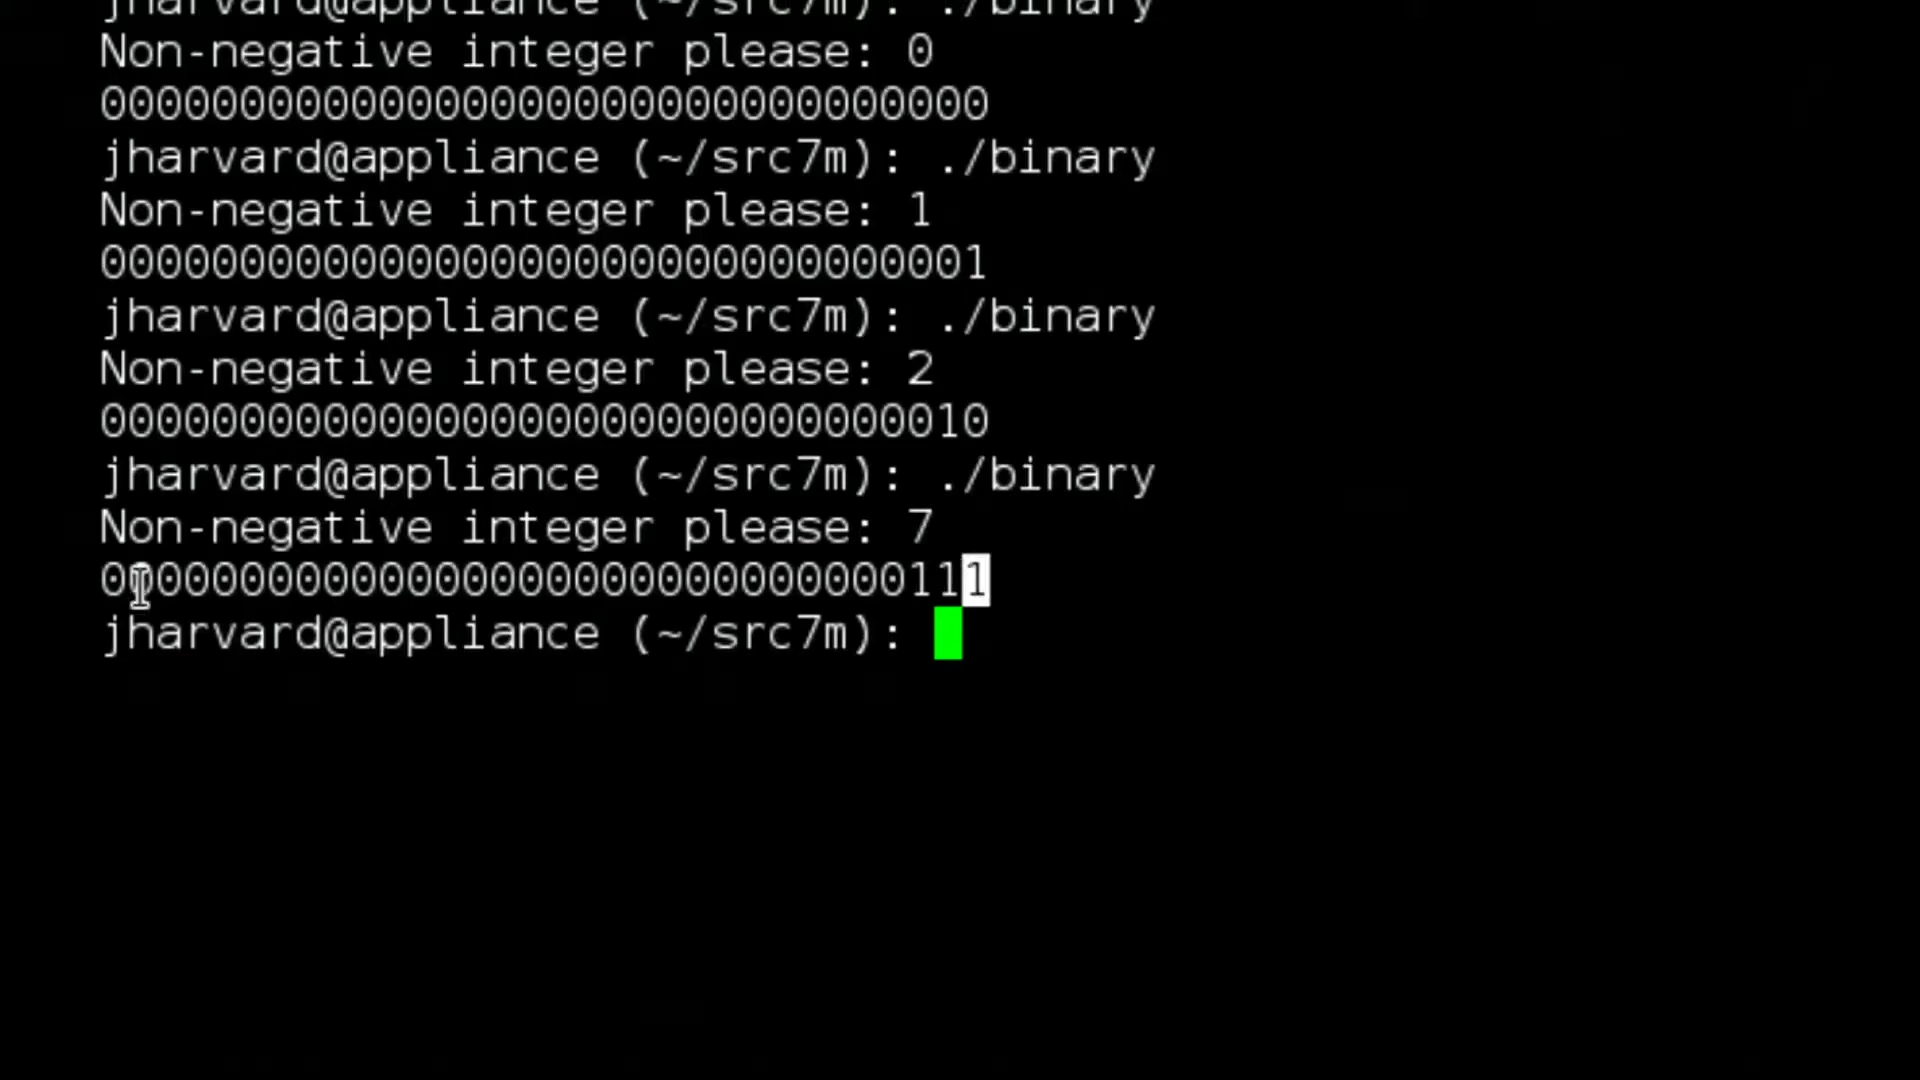 jharvard@appliance (~/src7m): ./binary
Non-negative integer please: 0
00000000000000000000000000000000
jharvard@appliance (~/src7m): ./binary
Non-negative integer please: 1
00000000000000000000000000000001
jharvard@appliance (~/src7m): ./binary
Non-negative integer please: 2
00000000000000000000000000000010
jharvard@appliance (~/src7m): ./binary
Non-negative integer please: 7
00000000000000000000000000000111
jharvard@appliance (~/src7m):